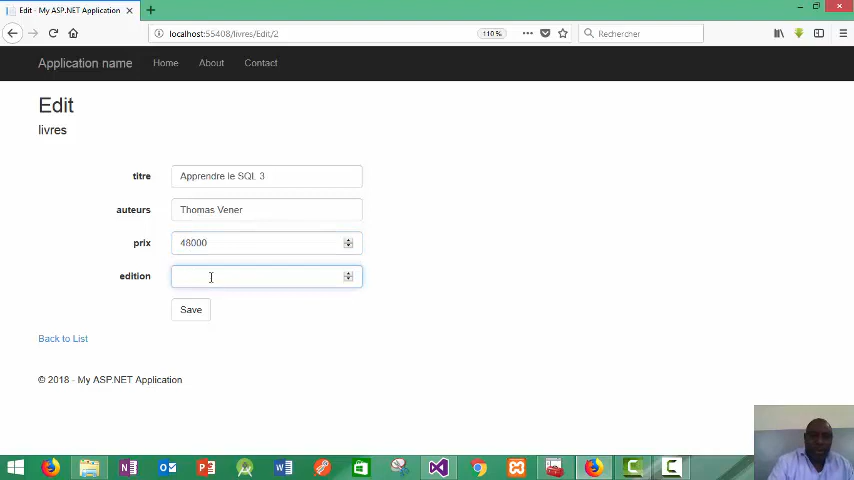 Edit - My ASP.NET Application
localhost:55408/livres/Edit/2
110 %
Rechercher
Application name
Home
About
Contact
Edit
livres
titre
Apprendre le SQL 3
auteurs
Thomas Vener
prix
48000
edition
Save
Back to List
© 2018 - My ASP.NET Application